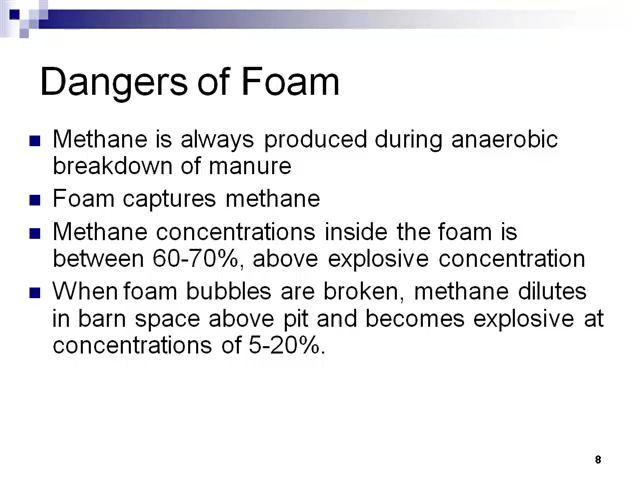 Dangers of Foam
Methane is always produced during anaerobic
breakdown of manure
Foam captures methane
Methane concentrations inside the foam is
between 60-70%, above explosive concentration
When foam bubbles are broken, methane dilutes
in barn space above pit and becomes explosive at
concentrations of 5-20%.
8